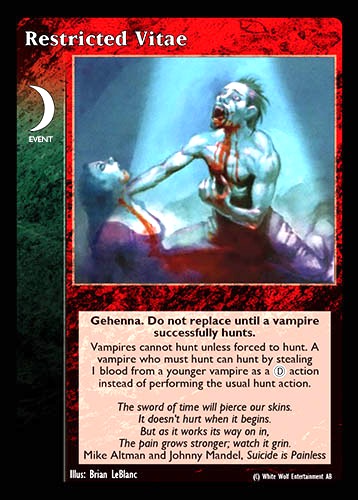 Restricted Vitae
EVENT
Gehenna. Do not replace until a vampire
successfully hunts.
Vampires cannot hunt unless forced to hunt. A
vampire who must hunt can hunt by stealing
1 blood from a younger vampire as a Ⓓ action
instead of performing the usual hunt action.
The sword of time will pierce our skins.
It doesn't hurt when it begins.
But as it works its way on in,
The pain grows stronger; watch it grin.
Mike Altman and Johnny Mandel, Suicide is Painless
Illus: Brian LeBlanc
(C) White Wolf Entertainment AB